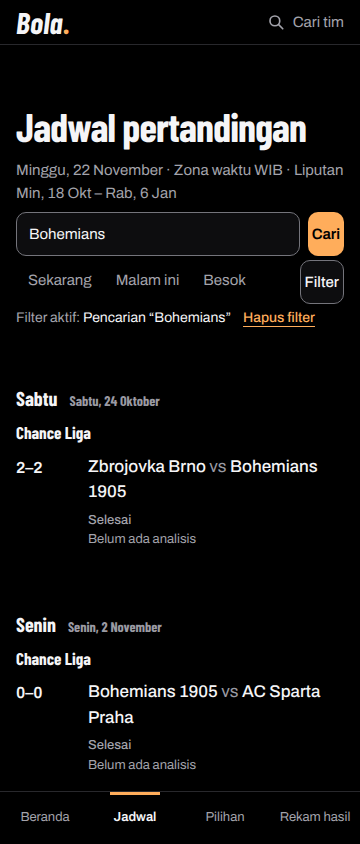 Bola.
Cari tim
Jadwal pertandingan
Minggu, 22 November · Zona waktu WIB · Liputan
Min, 18 Okt – Rab, 6 Jan
Bohemians
Cari
Sekarang
Malam ini
Besok
Filter
Filter aktif: Pencarian “Bohemians”
Hapus filter
Sabtu
Sabtu, 24 Oktober
Chance Liga
2–2
Zbrojovka Brno vs Bohemians
1905
Selesai
Belum ada analisis
Senin
Senin, 2 November
Chance Liga
0–0
Bohemians 1905 vs AC Sparta
Praha
Selesai
Belum ada analisis
Beranda
Jadwal
Pilihan
Rekam hasil